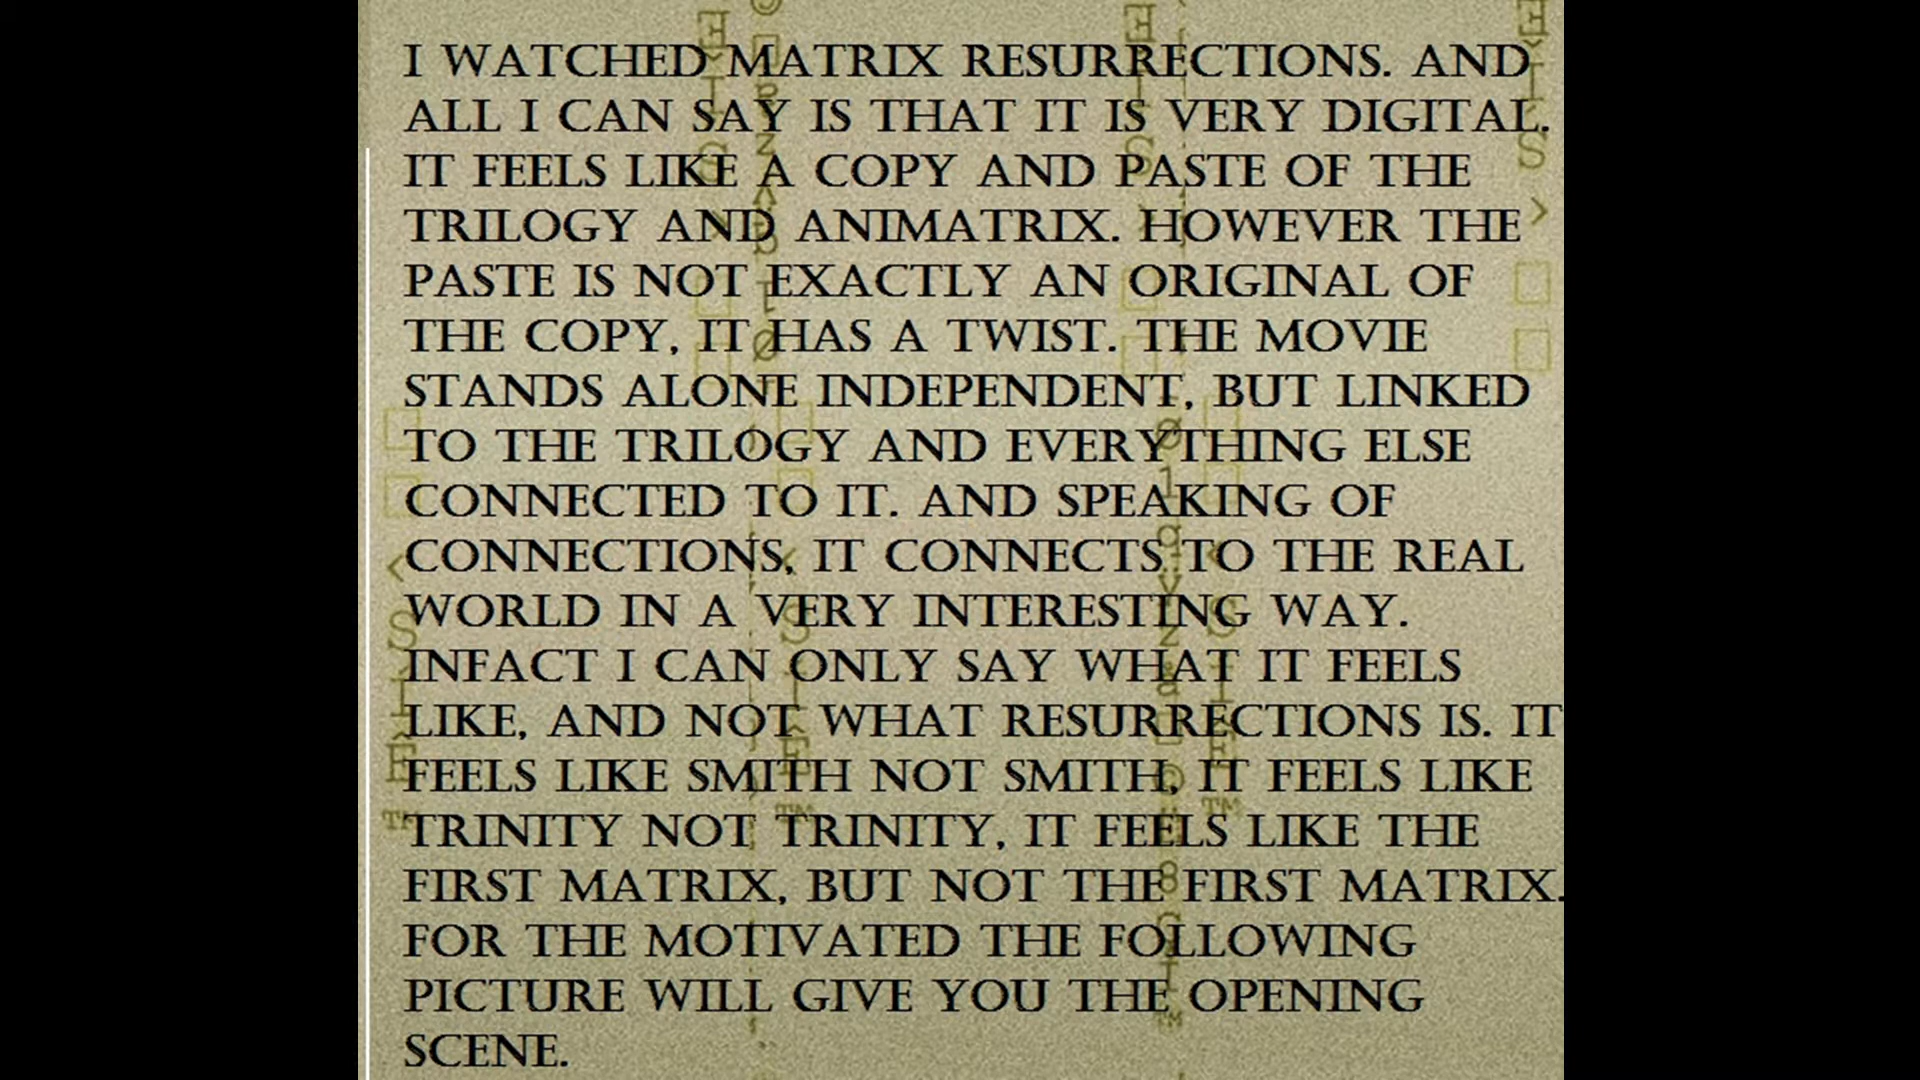 I WATCHED MATRIX RESURRECTIONS. AND
ALL I CAN SAY IS THAT IT IS VERY DIGITAL.
IT FEELS LIKE A COPY AND PASTE OF THE
TRILOGY AND ANIMATRIX. HOWEVER THE
PASTE IS NOT EXACTLY AN ORIGINAL OF
THE COPY, IT HAS A TWIST. THE MOVIE
STANDS ALONE INDEPENDENT, BUT LINKED
TO THE TRILOGY AND EVERYTHING ELSE
CONNECTED TO IT. AND SPEAKING OF
CONNECTIONS, IT CONNECTS TO THE REAL
WORLD IN A VERY INTERESTING WAY.
INFACT I CAN ONLY SAY WHAT IT FEELS
LIKE, AND NOT WHAT RESURRECTIONS IS. IT
FEELS LIKE SMITH NOT SMITH, IT FEELS LIKE
TRINITY NOT TRINITY, IT FEELS LIKE THE
FIRST MATRIX, BUT NOT THE FIRST MATRIX.
FOR THE MOTIVATED THE FOLLOWING
PICTURE WILL GIVE YOU THE OPENING
SCENE.